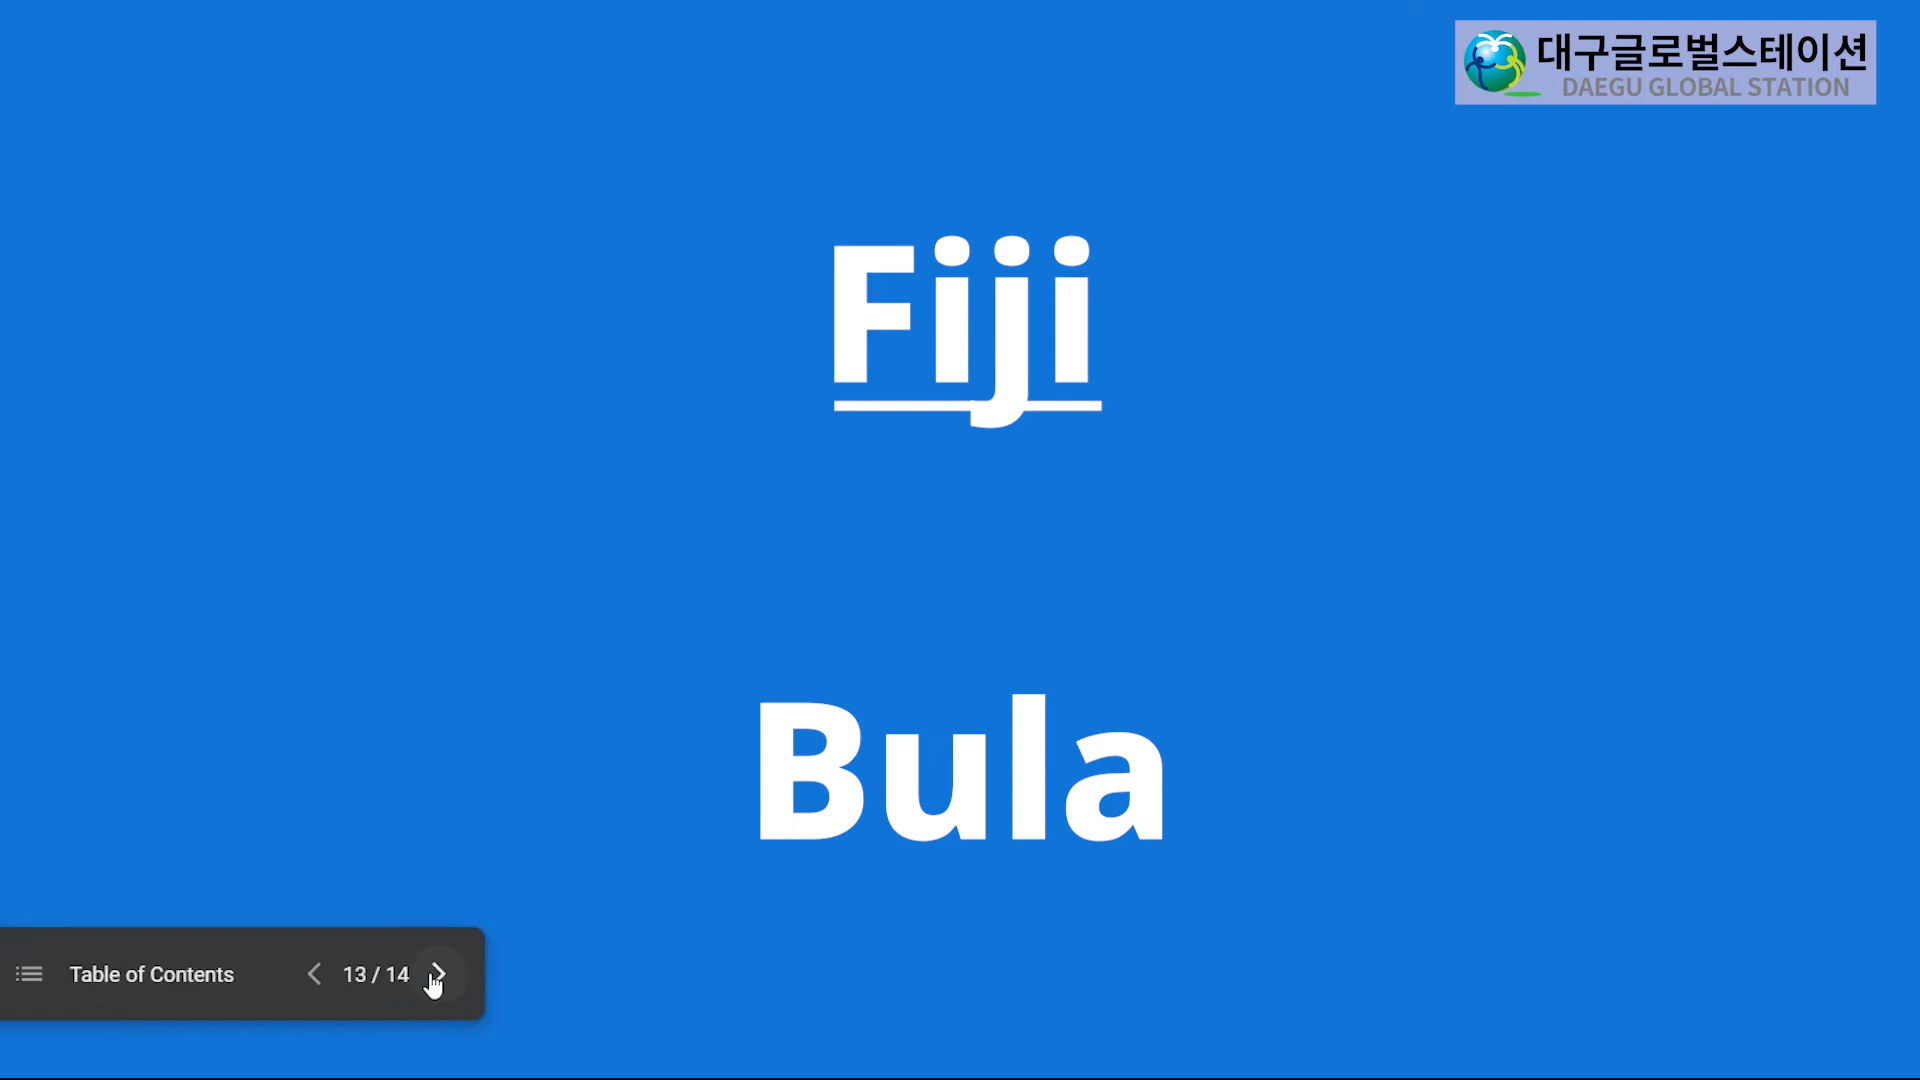 대구글로벌스테이션
DAEGU GLOBAL STATION
Fiji
Bula
Table of Contents
13 / 14